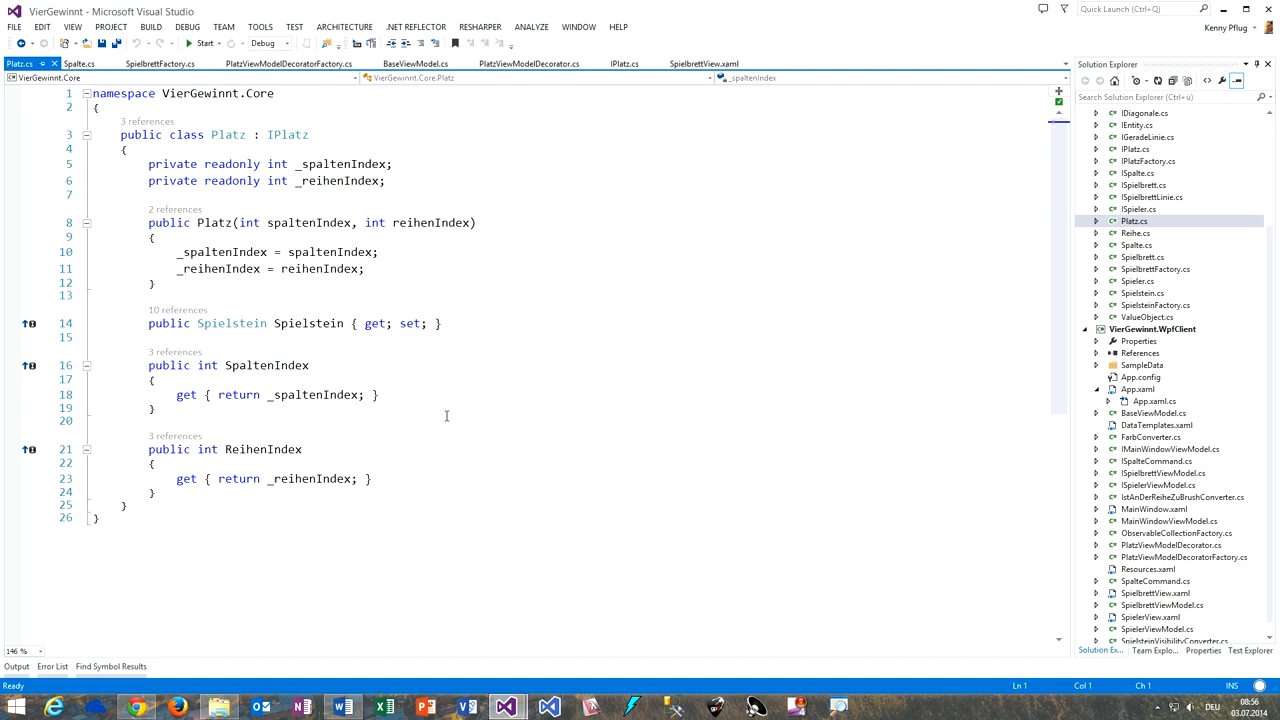 VierGewinnt - Microsoft Visual Studio
Quick Launch (Ctrl+Q)
FILE EDIT VIEW PROJECT BUILD DEBUG TEAM TOOLS TEST ARCHITECTURE .NET REFLECTOR RESHARPER ANALYZE WINDOW HELP
Kenny Pflug
Start Debug
Platz.cs Spalte.cs SpielbrettFactory.cs PlatzViewModelDecoratorFactory.cs BaseViewModel.cs PlatzViewModelDecorator.cs IPlatz.cs SpielbrettView.xaml
VierGewinnt.Core VierGewinnt.Core.Platz _spaltenIndex
1 namespace VierGewinnt.Core
2 {
3 references
3 public class Platz : IPlatz
4 {
5 private readonly int _spaltenIndex;
6 private readonly int _reihenIndex;
7
2 references
8 public Platz(int spaltenIndex, int reihenIndex)
9 {
10 _spaltenIndex = spaltenIndex;
11 _reihenIndex = reihenIndex;
12 }
13
10 references
14 public Spielstein Spielstein { get; set; }
15
3 references
16 public int SpaltenIndex
17 {
18 get { return _spaltenIndex; }
19 }
20
3 references
21 public int ReihenIndex
22 {
23 get { return _reihenIndex; }
24 }
25 }
26 }
146 %
Output Error List Find Symbol Results
Solution Explorer
Search Solution Explorer (Ctrl+ü)
IDiagonale.cs
IEntity.cs
IGeradeLinie.cs
IPlatz.cs
IPlatzFactory.cs
ISpalte.cs
ISpielbrett.cs
ISpielbrettLinie.cs
ISpieler.cs
Platz.cs
Reihe.cs
Spalte.cs
Spielbrett.cs
SpielbrettFactory.cs
Spieler.cs
Spielstein.cs
SpielsteinFactory.cs
ValueObject.cs
VierGewinnt.WpfClient
Properties
References
SampleData
App.config
App.xaml
App.xaml.cs
BaseViewModel.cs
DataTemplates.xaml
FarbConverter.cs
IMainWindowViewModel.cs
ISpalteCommand.cs
ISpielbrettViewModel.cs
ISpielerViewModel.cs
IstAnDerReiheZuBrushConverter.cs
MainWindow.xaml
MainWindowViewModel.cs
ObservableCollectionFactory.cs
PlatzViewModelDecorator.cs
PlatzViewModelDecoratorFactory.cs
Resources.xaml
SpalteCommand.cs
SpielbrettView.xaml
SpielbrettViewModel.cs
SpielerView.xaml
SpielerViewModel.cs
SpielsteinVisibilityConverter.cs
Solution Ex... Team Explo... Properties Test Explorer
Ready Ln 1 Col 1 Ch 1 INS
DEU 08:56
03.07.2014